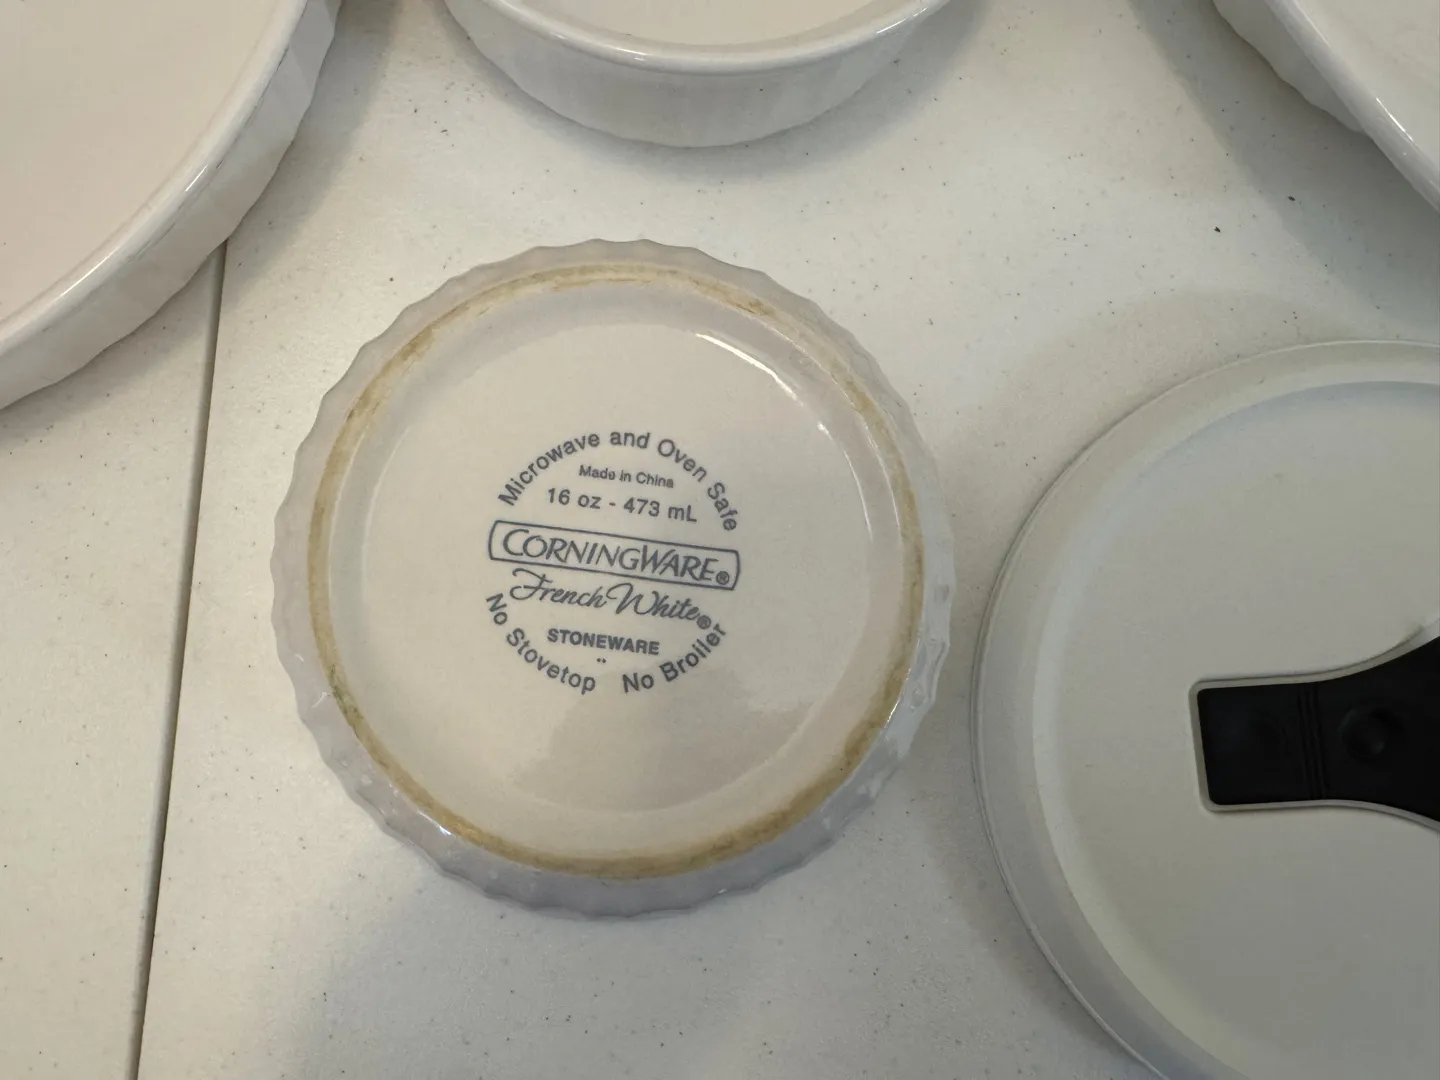 Microwave and Oven Safe
Made in China
16 oz - 473 mL
CORNINGWARE®
French White®
STONEWARE
No Stovetop No Broiler